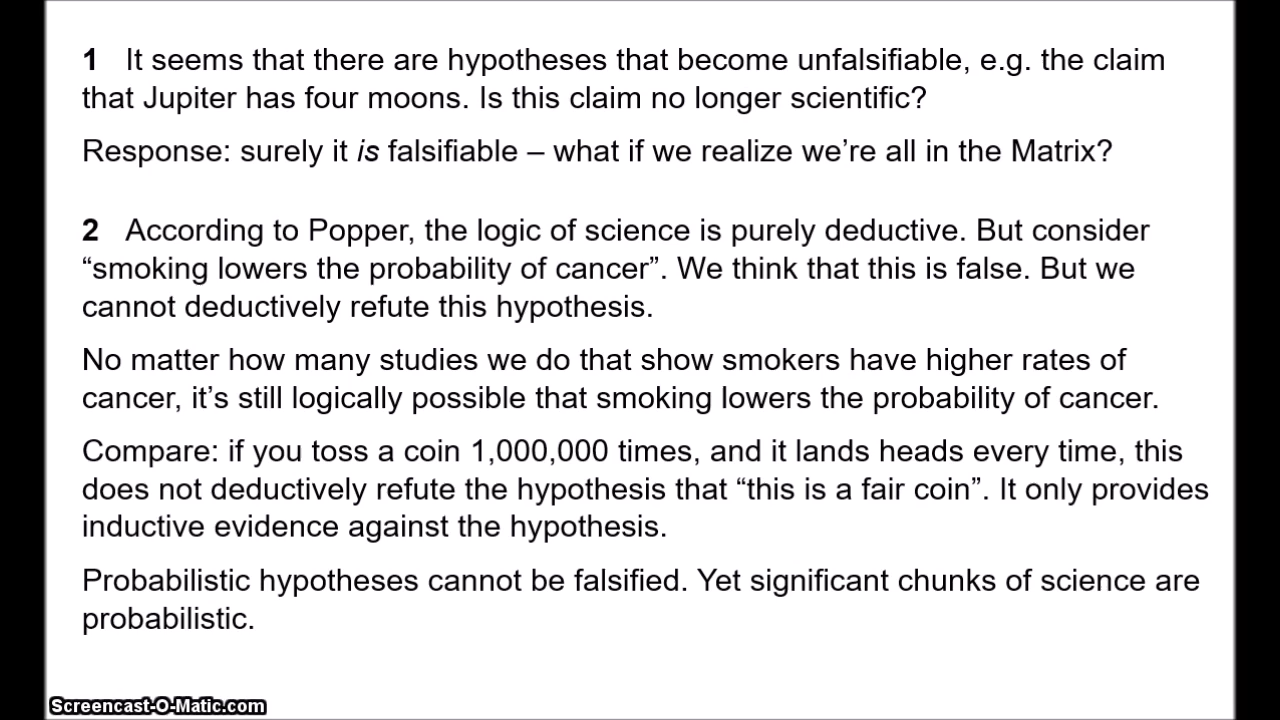 1 It seems that there are hypotheses that become unfalsifiable, e.g. the claim
that Jupiter has four moons. Is this claim no longer scientific?
Response: surely it is falsifiable – what if we realize we’re all in the Matrix?
2 According to Popper, the logic of science is purely deductive. But consider
“smoking lowers the probability of cancer”. We think that this is false. But we
cannot deductively refute this hypothesis.
No matter how many studies we do that show smokers have higher rates of
cancer, it’s still logically possible that smoking lowers the probability of cancer.
Compare: if you toss a coin 1,000,000 times, and it lands heads every time, this
does not deductively refute the hypothesis that “this is a fair coin”. It only provides
inductive evidence against the hypothesis.
Probabilistic hypotheses cannot be falsified. Yet significant chunks of science are
probabilistic.
Screencast-O-Matic.com